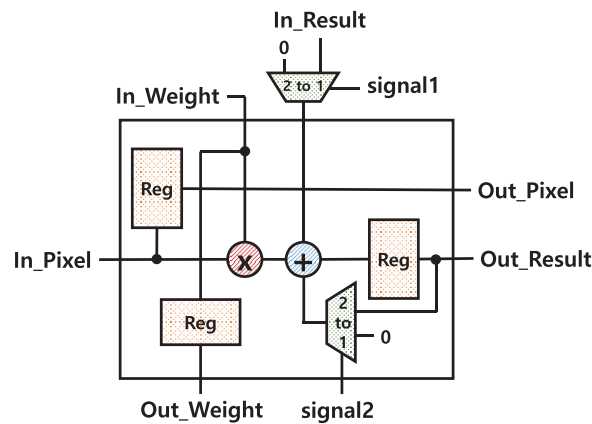 In_Result
0
2 to 1
signal1
In_Weight
Reg
Out_Pixel
In_Pixel
X
+
Reg
Out_Result
2
to
1
0
Reg
Out_Weight
signal2